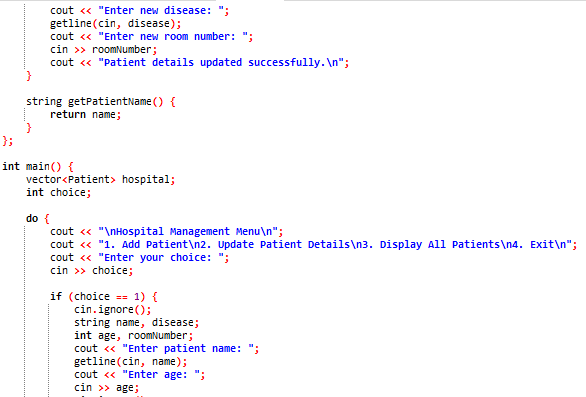 cout << "Enter new disease: ";
getline(cin, disease);
cout << "Enter new room number: ";
cin >> roomNumber;
cout << "Patient details updated successfully.\n";
}
string getPatientName() {
return name;
}
};
int main() {
vector<Patient> hospital;
int choice;
do {
cout << "\nHospital Management Menu\n";
cout << "1. Add Patient\n2. Update Patient Details\n3. Display All Patients\n4. Exit\n";
cout << "Enter your choice: ";
cin >> choice;
if (choice == 1) {
cin.ignore();
string name, disease;
int age, roomNumber;
cout << "Enter patient name: ";
getline(cin, name);
cout << "Enter age: ";
cin >> age;